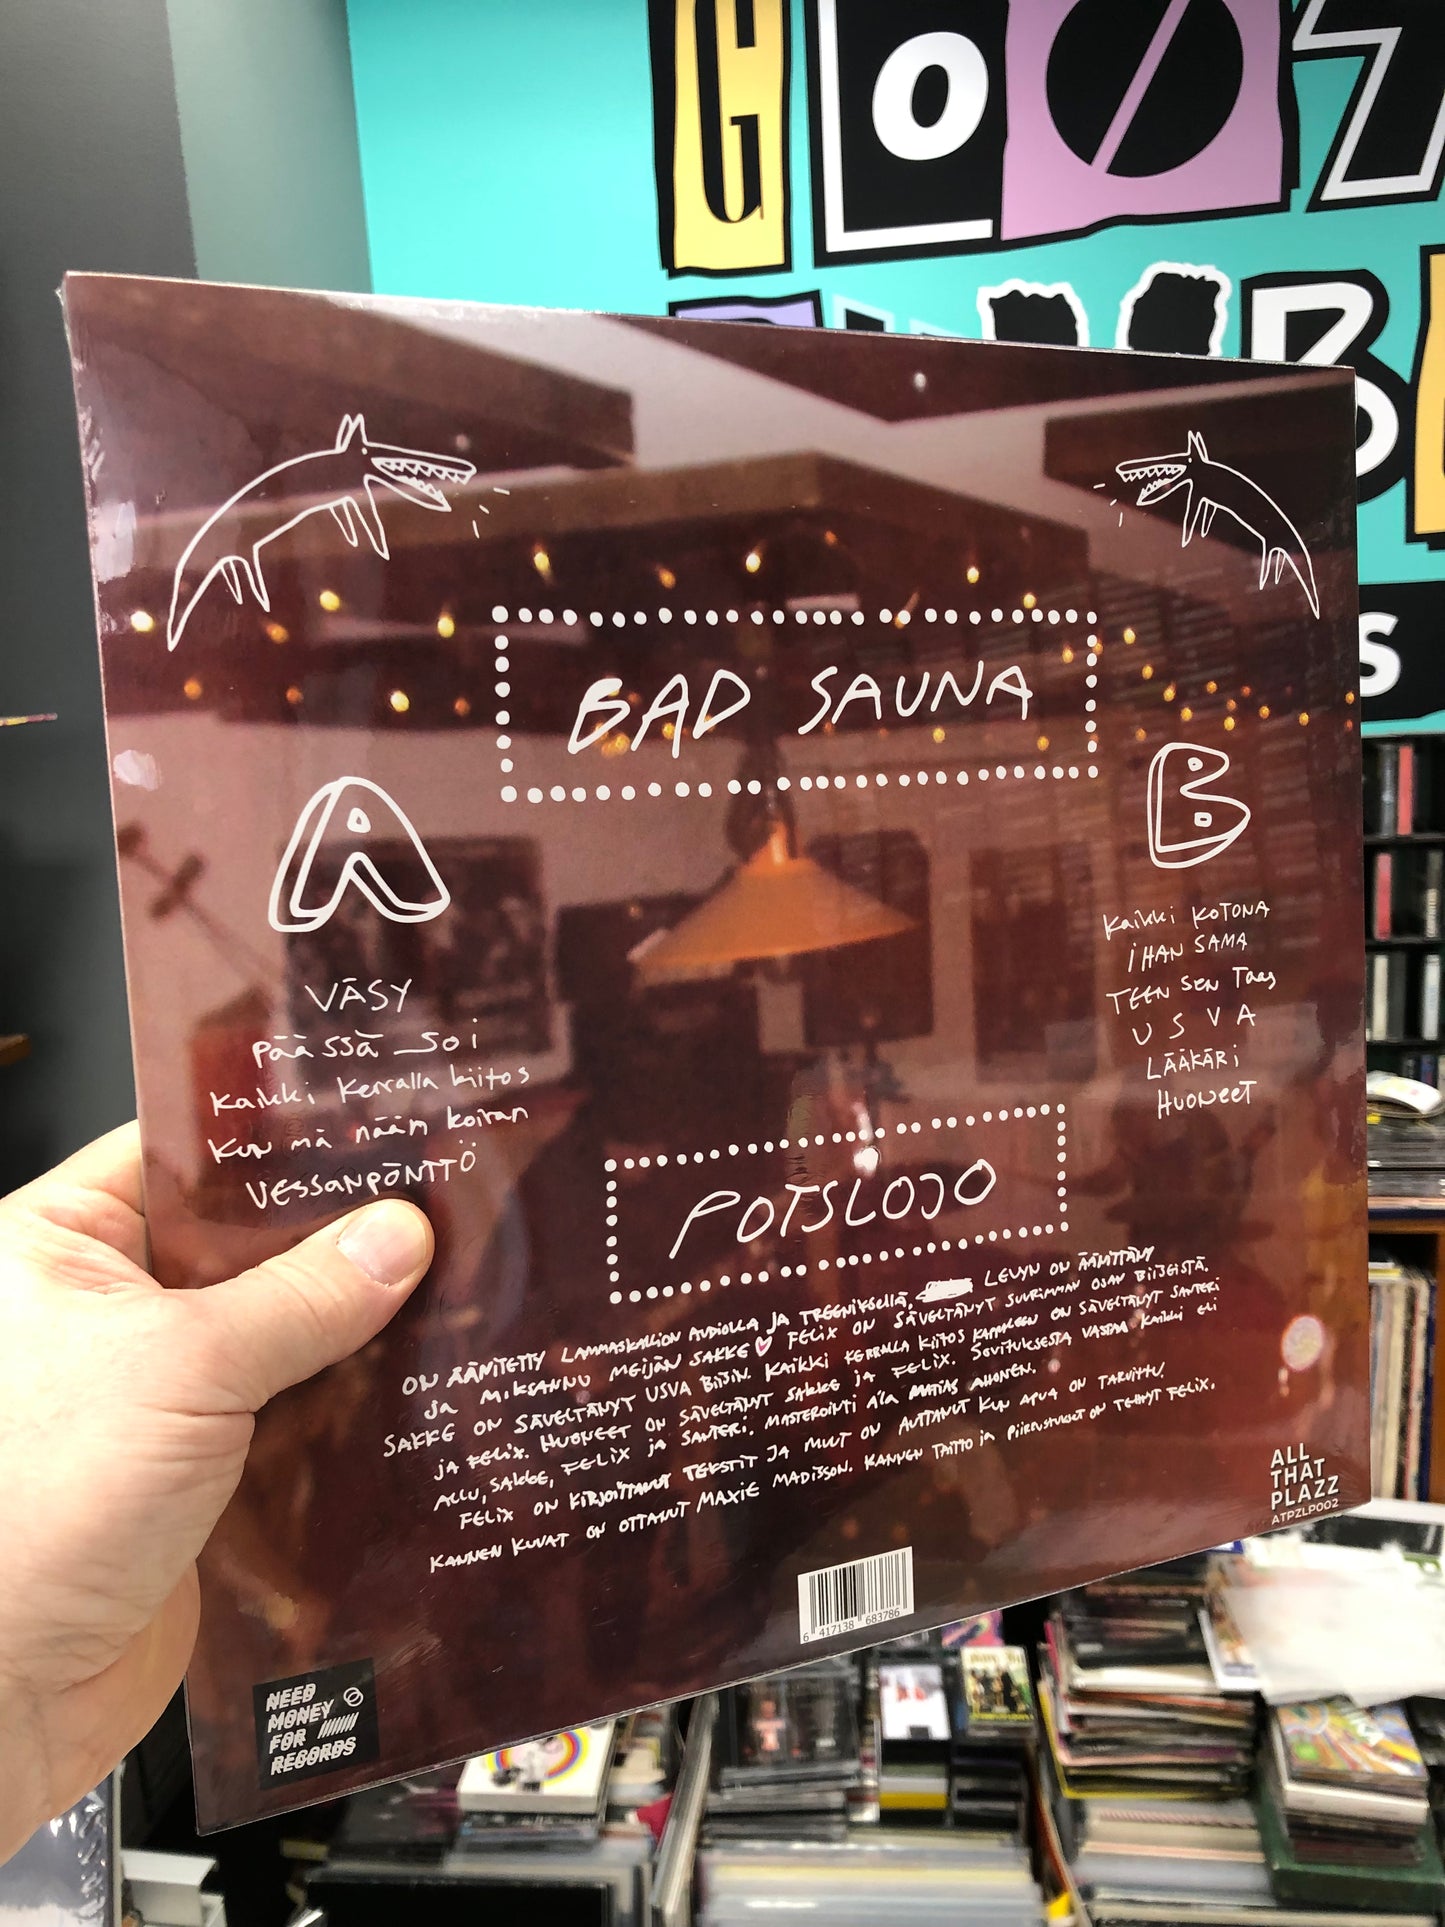 BAD SAUNA
A
VÄSY
PÄÄSSÄ SOI
Kaikki kerralla kiitos
Kun mä nään koiran
VESSANPÖNTTÖ
B
Kaikki KOTONA
IHAN SAMA
TEEN SEN Taas
USVA
LÄÄKÄRi
HUONEET
POTSLOJO
ON ÄÄNITETTY LAMMASKALLION AUDIOLLA JA TREENIKSELLÄ. LEVYN ON ÄÄNITTÄNY
JA MIKSANNU MEIJÄN SAKKE FELIX ON SÄVELTÄNYT SUURIMMAN OSAN BIISEISTÄ.
SAKKE ON SÄVELTÄNYT USVA BIISIN. KAIKKI KERRALLA KIITOS KAPPALEEN ON SÄVELTÄNYT SANTERI
JA FELIX. HUONEET ON SÄVELTÄNYT SAKKE JA FELIX. SOVITUKSESTA VASTAA KAIKKI ELI
ALLU, SAKKE, FELIX JA SANTERI. MASTEROINTI A'LA MATIAS AHONEN.
FELIX ON KIRJOITTANUT TEKSTIT JA MUUT ON AUTTANUT KUN APUA ON TARVITTU.
KANNEN KUVAT ON OTTANUT MAXIE MADISSON. KANNEN TAITTO JA PIIRUSTUKSET ON TEHNYT FELIX.
ALL
THAT
PLAZZ
ATPZLP002
6 417138 683786
NEED
MONEY
FOR
RECORDS